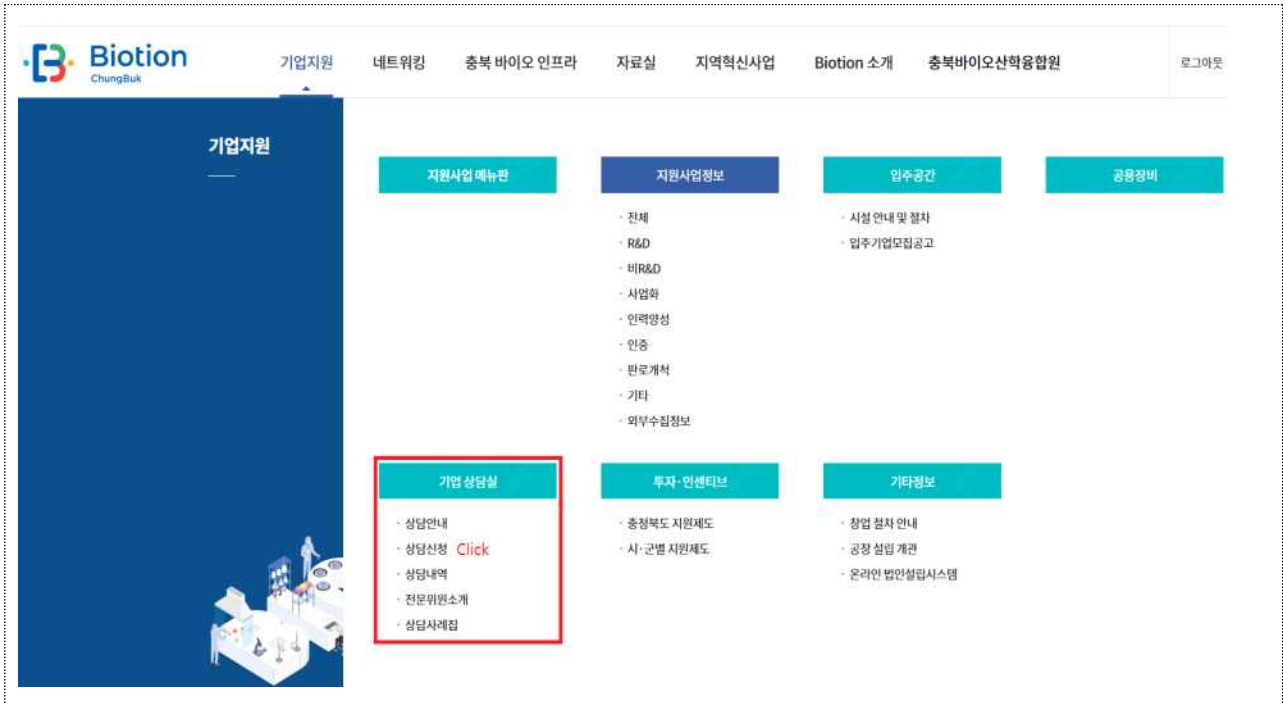 Biotion
ChungBuk
기업지원 네트워킹 충북 바이오 인프라 자료실 지역혁신사업 Biotion 소개 충북바이오산학융합원 로그아웃
기업지원
지원사업 메뉴판
지원사업정보
· 전체
· R&D
· 비R&D
· 사업화
· 인력양성
· 인증
· 판로개척
· 기타
· 외부수집정보
입주공간
· 시설 안내 및 절차
· 입주기업모집공고
공용장비
기업 상담실
· 상담안내
· 상담신청 Click
· 상담내역
· 전문위원소개
· 상담사례집
투자·인센티브
· 충청북도 지원제도
· 시·군별 지원제도
기타정보
· 창업 절차 안내
· 공장 설립 개관
· 온라인 법인설립시스템